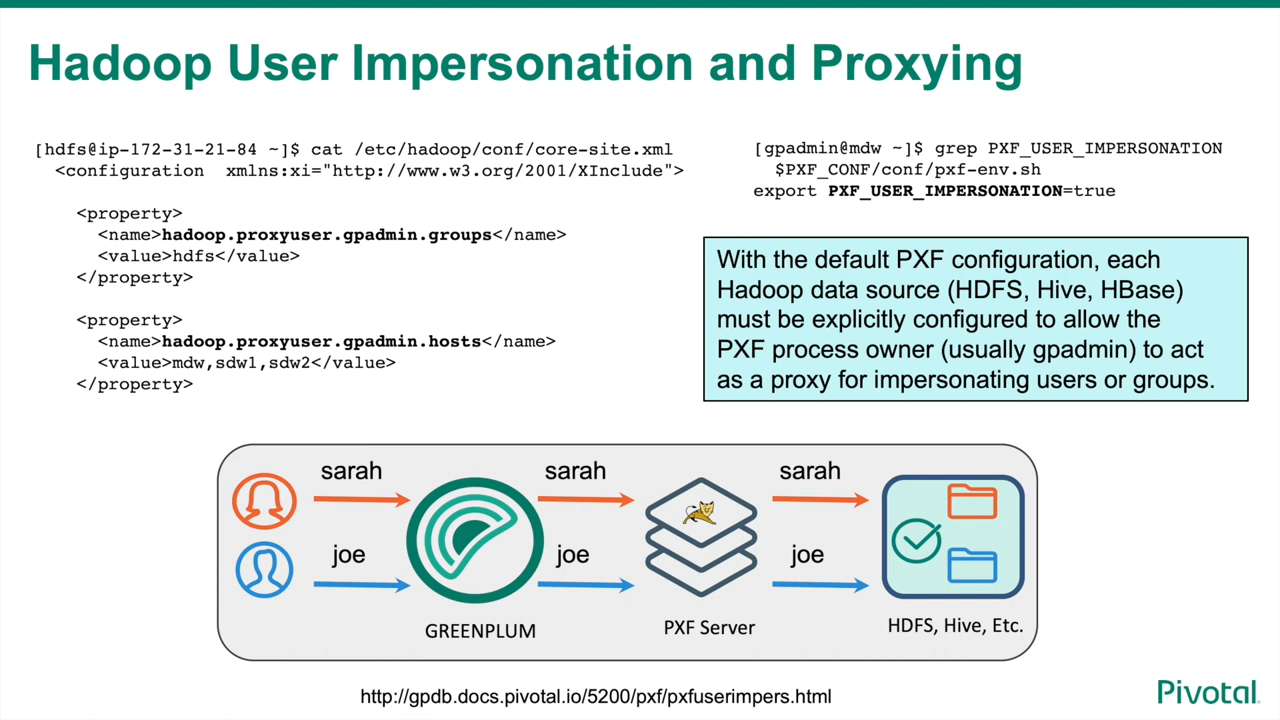 Hadoop User Impersonation and Proxying
[hdfs@ip-172-31-21-84 ~]$ cat /etc/hadoop/conf/core-site.xml
<configuration  xmlns:xi="http://www.w3.org/2001/XInclude">
<property>
<name>hadoop.proxyuser.gpadmin.groups</name>
<value>hdfs</value>
</property>
<property>
<name>hadoop.proxyuser.gpadmin.hosts</name>
<value>mdw,sdw1,sdw2</value>
</property>
[gpadmin@mdw ~]$ grep PXF_USER_IMPERSONATION
$PXF_CONF/conf/pxf-env.sh
export PXF_USER_IMPERSONATION=true
With the default PXF configuration, each
Hadoop data source (HDFS, Hive, HBase)
must be explicitly configured to allow the
PXF process owner (usually gpadmin) to act
as a proxy for impersonating users or groups.
sarah sarah sarah
joe joe joe
GREENPLUM PXF Server HDFS, Hive, Etc.
http://gpdb.docs.pivotal.io/5200/pxf/pxfuserimpers.html
Pivotal